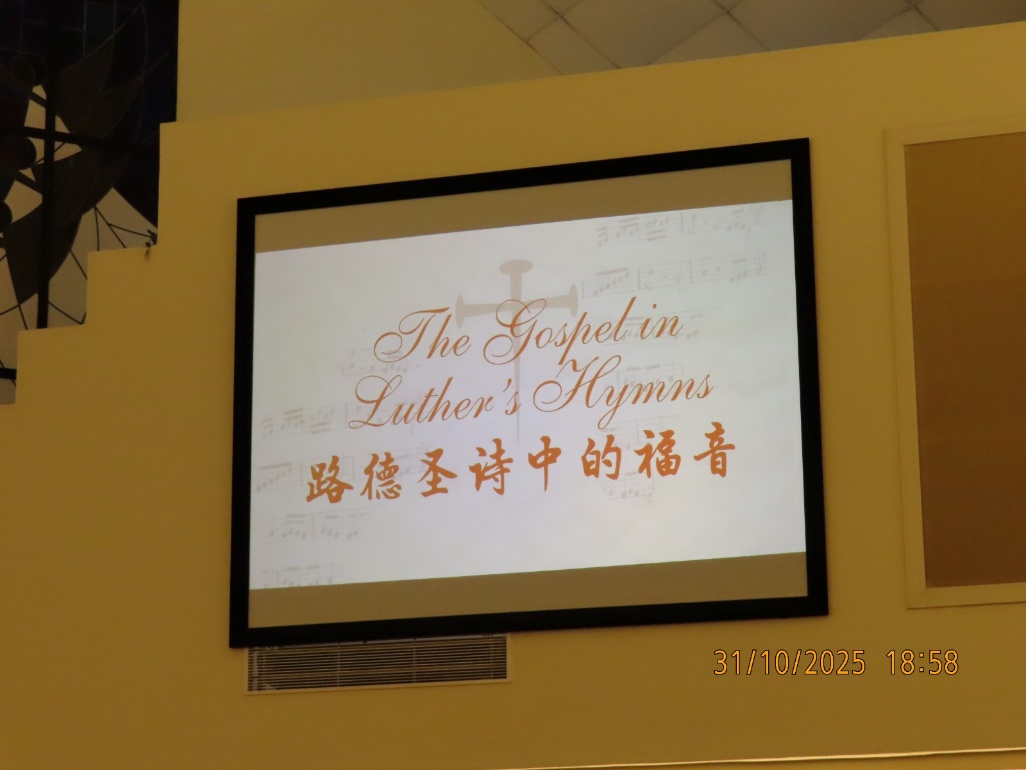 The Gospel in
Luther's Hymns
路德圣诗中的福音
31/10/2025 18:58